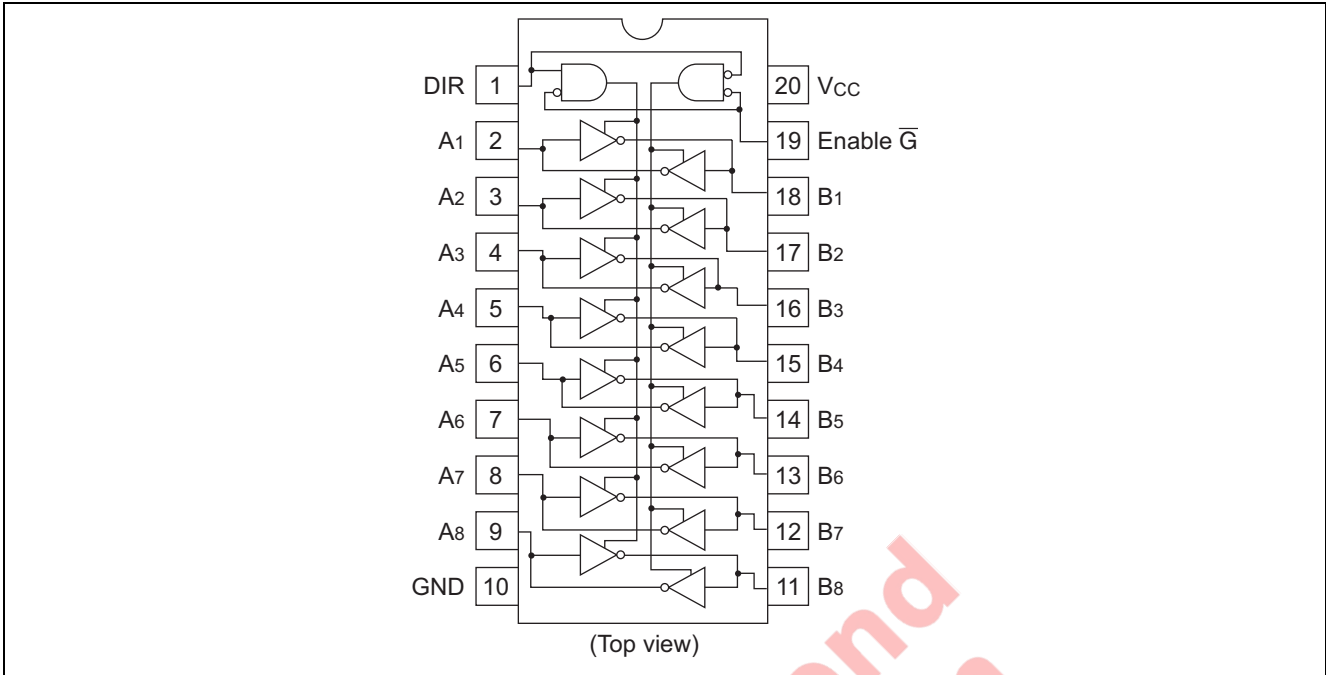 DIR 1
20 VCC
A1 2
19 Enable G̅
A2 3
18 B1
A3 4
17 B2
A4 5
16 B3
A5 6
15 B4
A6 7
14 B5
A7 8
13 B6
A8 9
12 B7
GND 10
11 B8
(Top view)